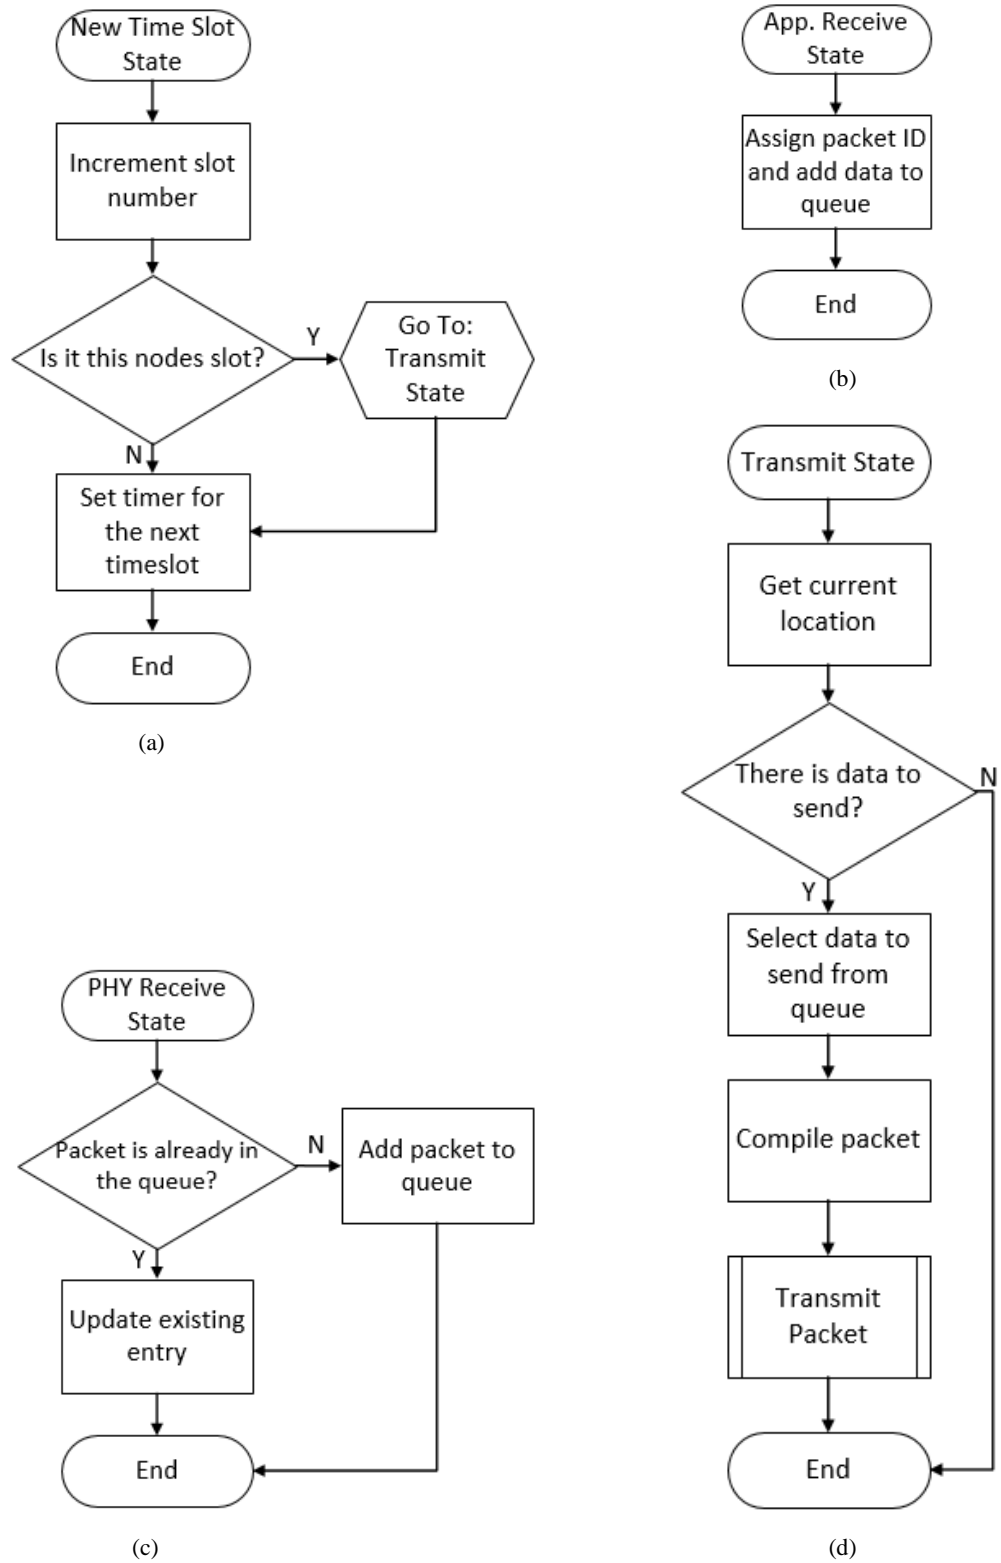 New Time Slot
State
Increment slot
number
Is it this nodes slot?
Y
Go To:
Transmit
State
N
Set timer for
the next
timeslot
End
(a)
App. Receive
State
Assign packet ID
and add data to
queue
End
(b)
PHY Receive
State
Packet is already in
the queue?
N
Add packet to
queue
Y
Update existing
entry
End
(c)
Transmit State
Get current
location
There is data to
send?
N
Y
Select data to
send from
queue
Compile packet
Transmit
Packet
End
(d)